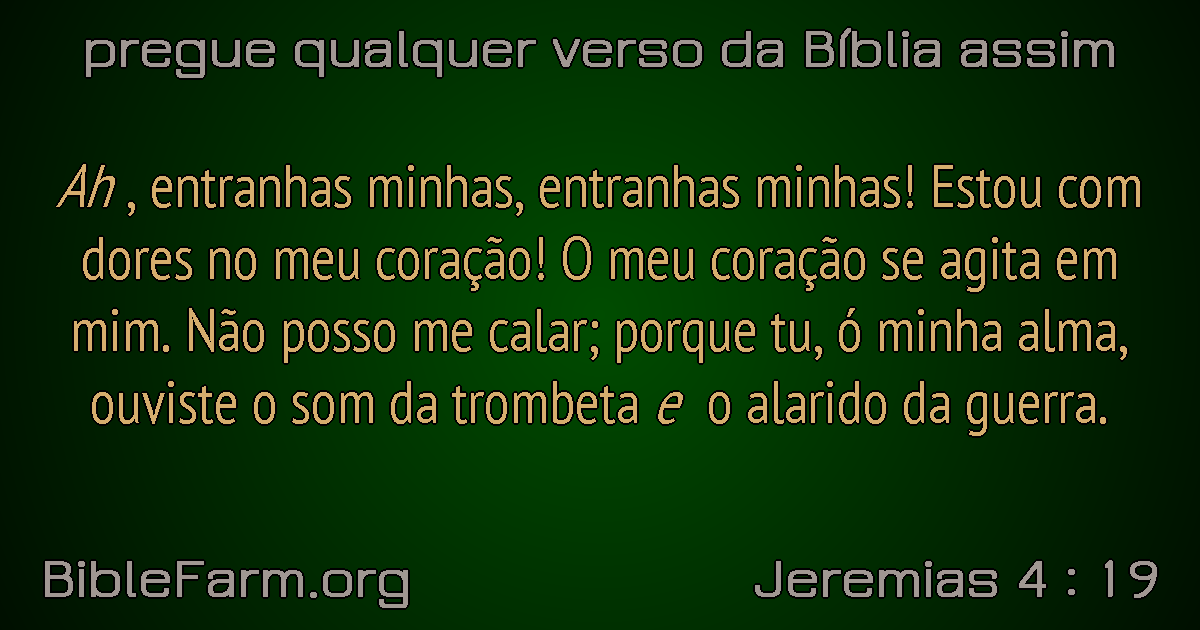 pregue qualquer verso da Bíblia assim
Ah , entranhas minhas, entranhas minhas! Estou com
dores no meu coração! O meu coração se agita em
mim. Não posso me calar; porque tu, ó minha alma,
ouviste o som da trombeta e o alarido da guerra.
BibleFarm.org
Jeremias 4 : 19